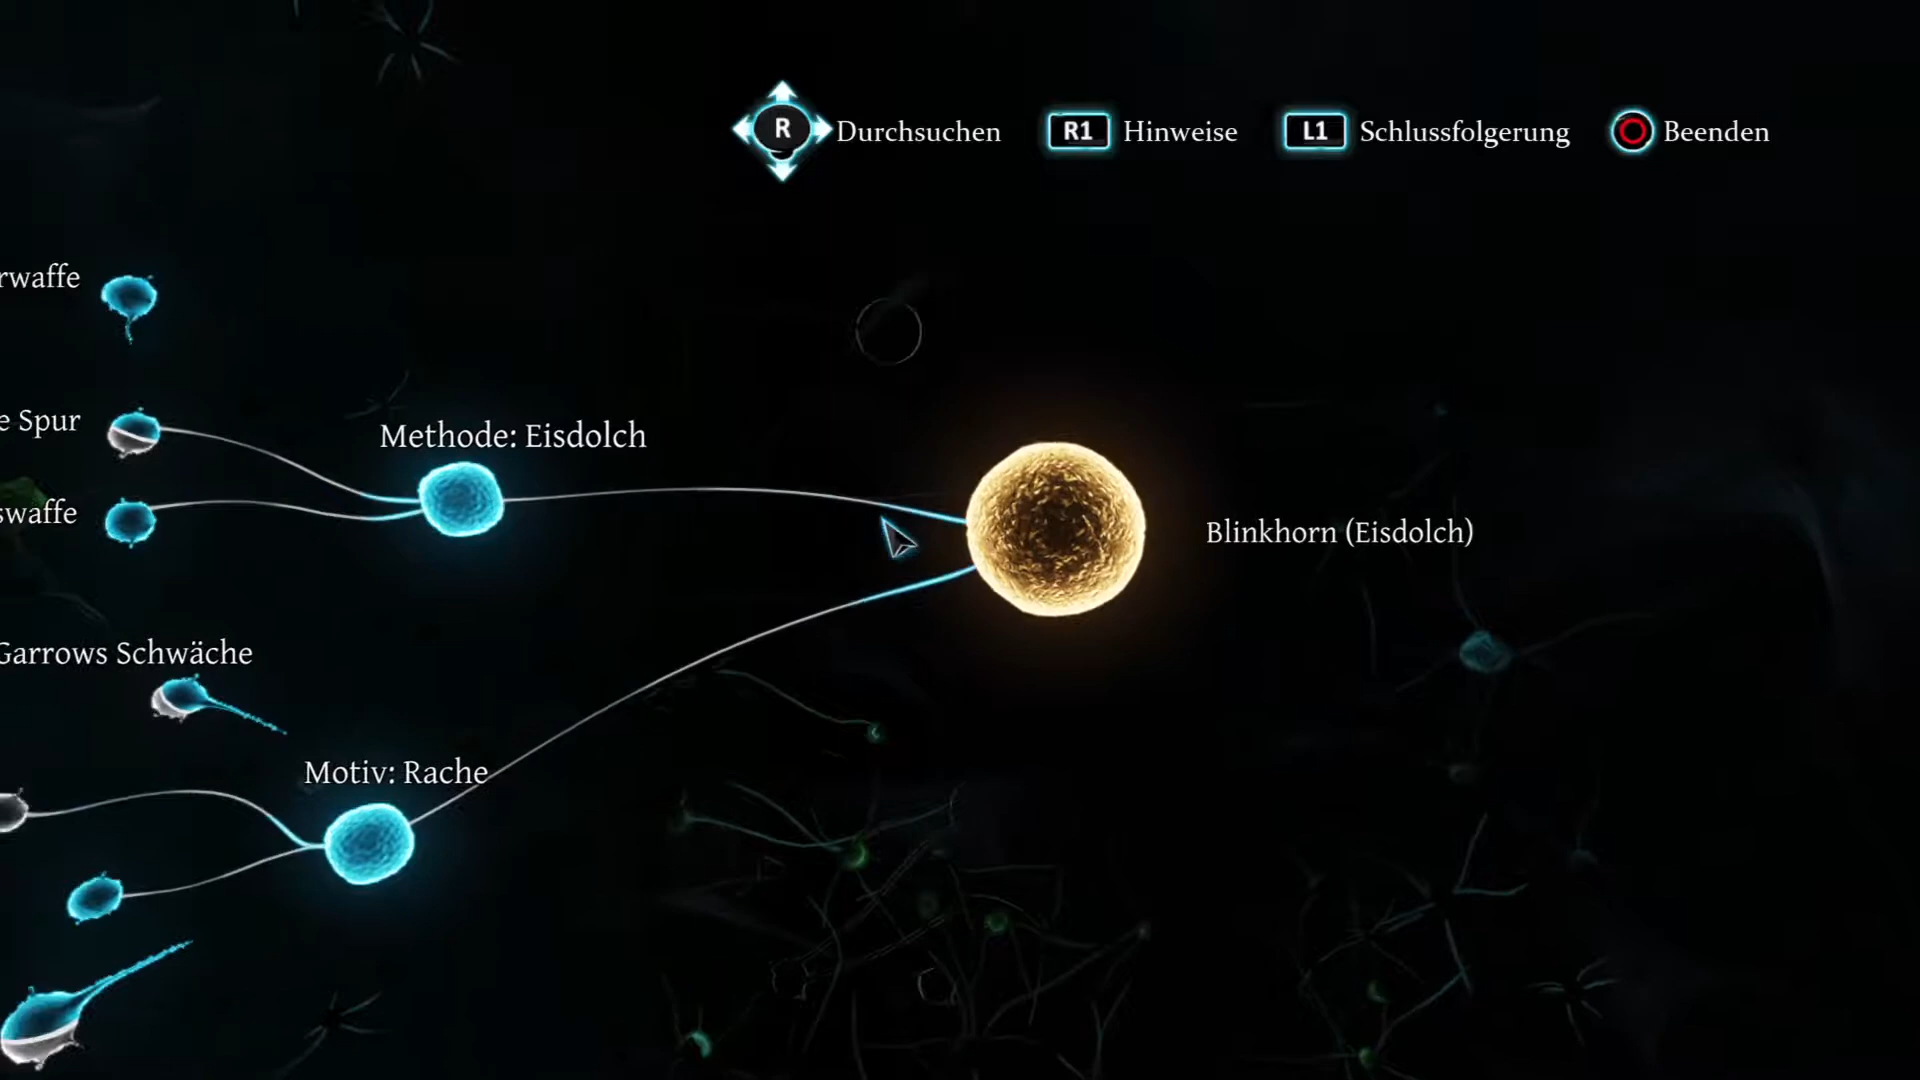 R Durchsuchen R1 Hinweise L1 Schlussfolgerung Beenden
rwaffe
e Spur
Methode: Eisdolch
swaffe
Blinkhorn (Eisdolch)
Garrows Schwäche
Motiv: Rache